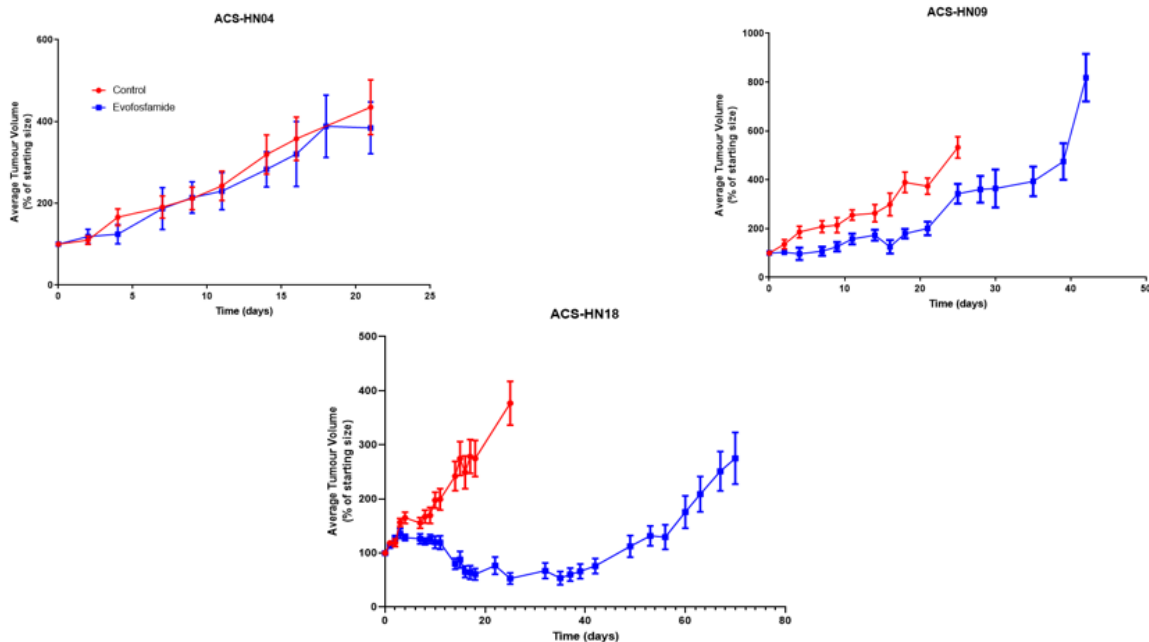 ACS-HN04
Average Tumour Volume
(% of starting size)
600
400
200
0
Control
Evofosfamide
0 5 10 15 20 25
Time (days)
ACS-HN09
Average Tumour Volume
(% of starting size)
1000
800
600
400
200
0
0 10 20 30 40 50
Time (days)
ACS-HN18
Average Tumour Volume
(% of starting size)
500
400
300
200
100
0
0 20 40 60 80
Time (days)